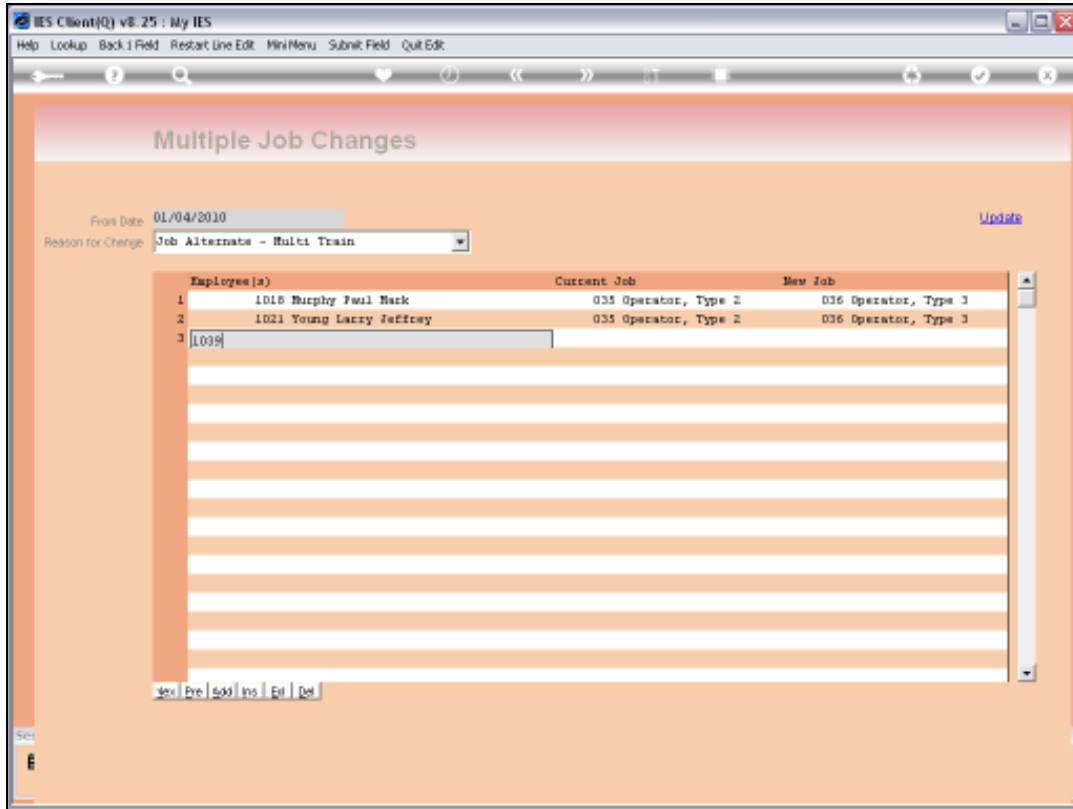 IES Client(Q) v8.25 : My IES
Help Lookup Back 1 Field Restart Line Edit MiniMenu Submit Field Quit Edit
Multiple Job Changes
From Date 01/04/2010 Update
Reason for Change Job Alternate - Multi Train
Employee(s) Current Job New Job
1 1018 Murphy Paul Mark 035 Operator, Type 2 036 Operator, Type 3
2 1021 Young Larry Jeffrey 035 Operator, Type 2 036 Operator, Type 3
3 1039
Nex Pre Add Ins Del
Ses